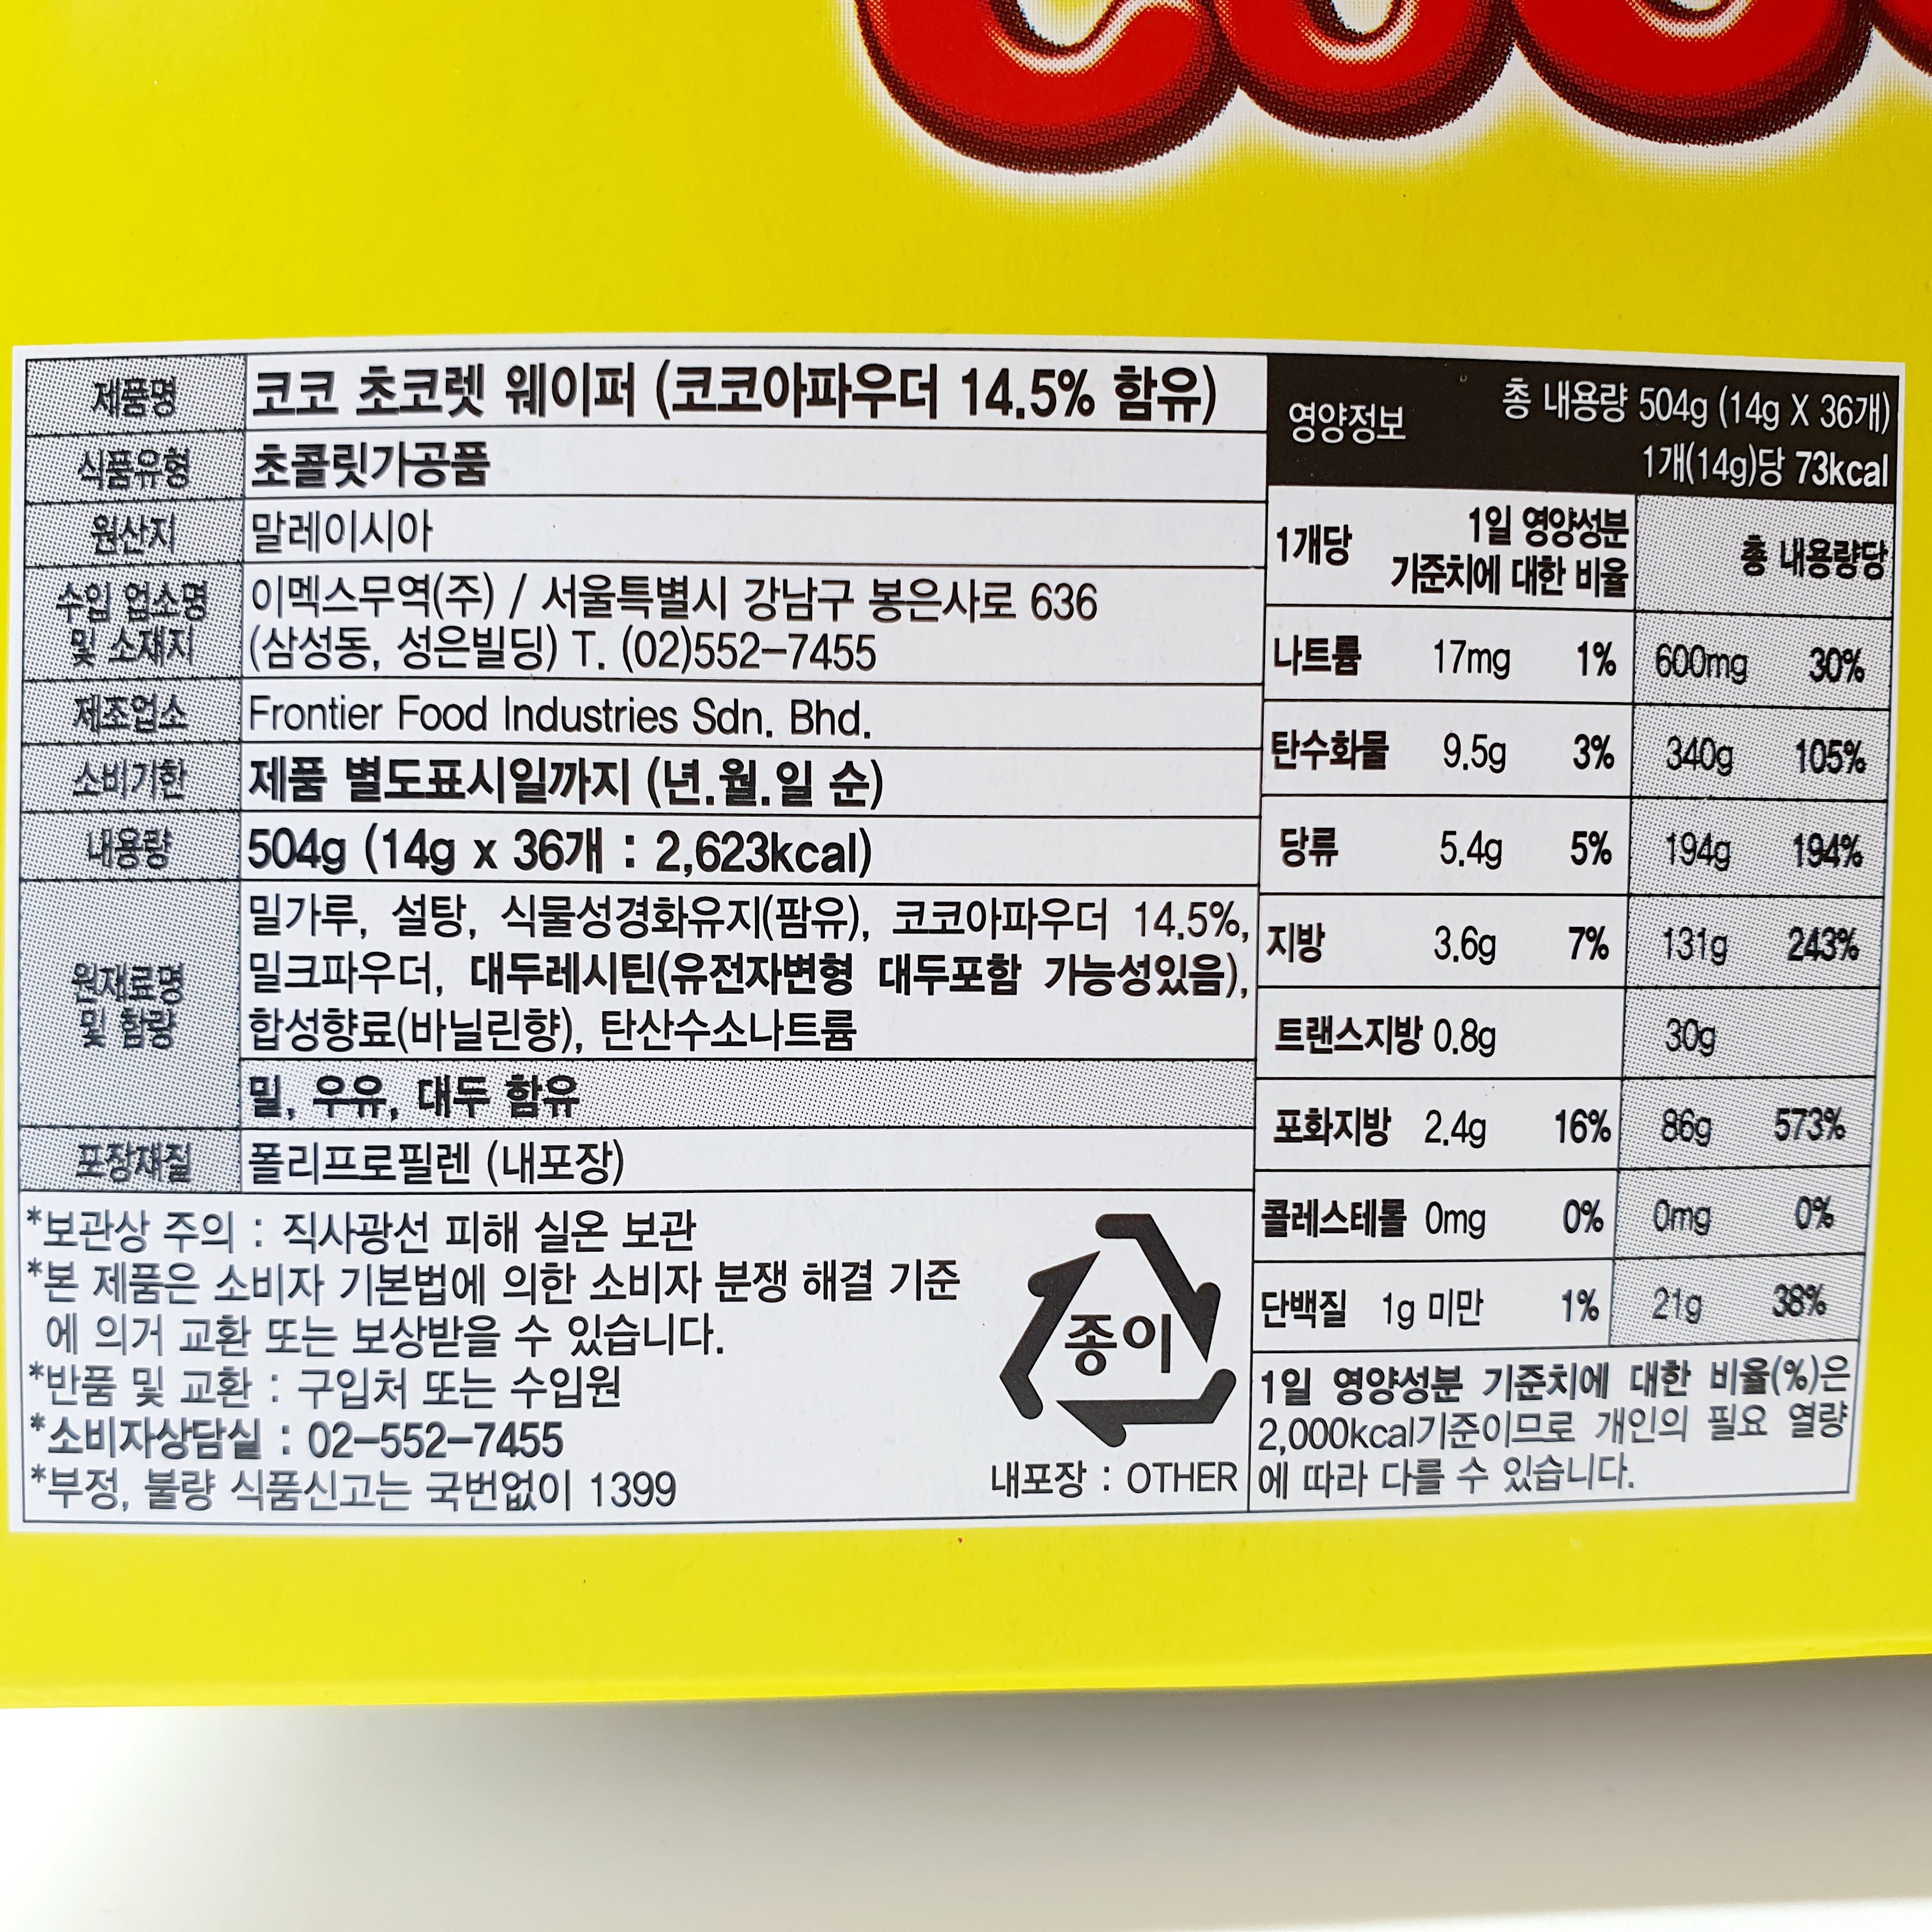 제품명 코코 초코렛 웨이퍼 (코코아파우더 14.5% 함유)
식품유형 초콜릿가공품
원산지 말레이시아
수입 업소명 및 소재지 이멕스무역(주) / 서울특별시 강남구 봉은사로 636
(삼성동, 성은빌딩) T. (02)552-7455
제조업소 Frontier Food Industries Sdn. Bhd.
소비기한 제품 별도표시일까지 (년.월.일 순)
내용량 504g (14g x 36개 : 2,623kcal)
원재료명 및 함량 밀가루, 설탕, 식물성경화유지(팜유), 코코아파우더 14.5%,
밀크파우더, 대두레시틴(유전자변형 대두포함 가능성있음),
합성향료(바닐린향), 탄산수소나트륨
밀, 우유, 대두 함유
포장재질 폴리프로필렌 (내포장)
*보관상 주의 : 직사광선 피해 실온 보관
*본 제품은 소비자 기본법에 의한 소비자 분쟁 해결 기준
에 의거 교환 또는 보상받을 수 있습니다.
*반품 및 교환 : 구입처 또는 수입원
*소비자상담실 : 02-552-7455
*부정, 불량 식품신고는 국번없이 1399
종이
내포장 : OTHER
영양정보 총 내용량 504g (14g X 36개)
1개(14g)당 73kcal
1개당 1일 영양성분 기준치에 대한 비율 총 내용량당
나트륨 17mg 1% 600mg 30%
탄수화물 9.5g 3% 340g 105%
당류 5.4g 5% 194g 194%
지방 3.6g 7% 131g 243%
트랜스지방 0.8g 30g
포화지방 2.4g 16% 86g 573%
콜레스테롤 0mg 0% 0mg 0%
단백질 1g 미만 1% 21g 38%
1일 영양성분 기준치에 대한 비율(%)은
2,000kcal기준이므로 개인의 필요 열량
에 따라 다를 수 있습니다.